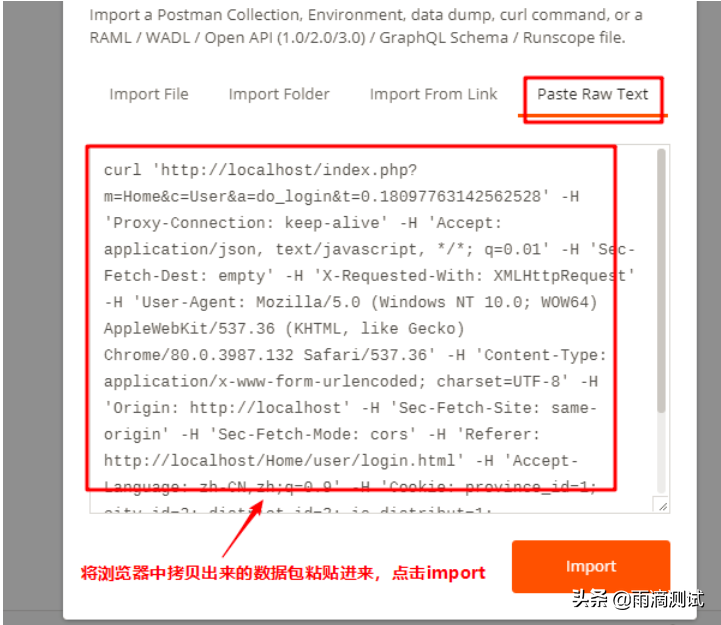 Import a Postman Collection, Environment, data dump, curl command, or a
RAML / WADL / Open API (1.0/2.0/3.0) / GraphQL Schema / Runscope file.
Import File Import Folder Import From Link Paste Raw Text
curl 'http://localhost/index.php?
m=Home&c=User&a=do_login&t=0.18097763142562528' -H
'Proxy-Connection: keep-alive' -H 'Accept:
application/json, text/javascript, */*; q=0.01' -H 'Sec-
Fetch-Dest: empty' -H 'X-Requested-With: XMLHttpRequest'
-H 'User-Agent: Mozilla/5.0 (Windows NT 10.0; WOW64)
AppleWebKit/537.36 (KHTML, like Gecko)
Chrome/80.0.3987.132 Safari/537.36' -H 'Content-Type:
application/x-www-form-urlencoded; charset=UTF-8' -H
'Origin: http://localhost' -H 'Sec-Fetch-Site: same-
origin' -H 'Sec-Fetch-Mode: cors' -H 'Referer:
http://localhost/Home/user/login.html' -H 'Accept-
Language: zh-CN,zh;q=0.9' -H 'Cookie: province_id=1;
city_id=2; district_id=3; is_distribut=1;
将浏览器中拷贝出来的数据包粘贴进来，点击import
Import
头条 @雨滴测试